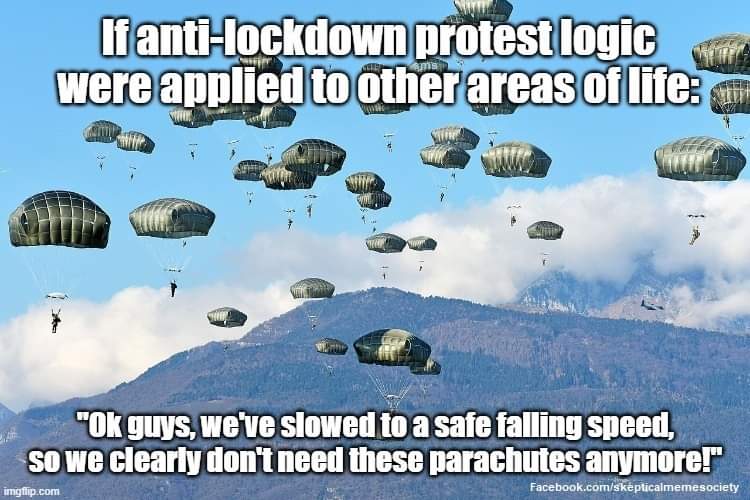 If anti-lockdown protest logic
were applied to other areas of life:
"Ok guys, we've slowed to a safe falling speed,
so we clearly don't need these parachutes anymore!"
imgflip.com
Facebook.com/skepticalmemesociety